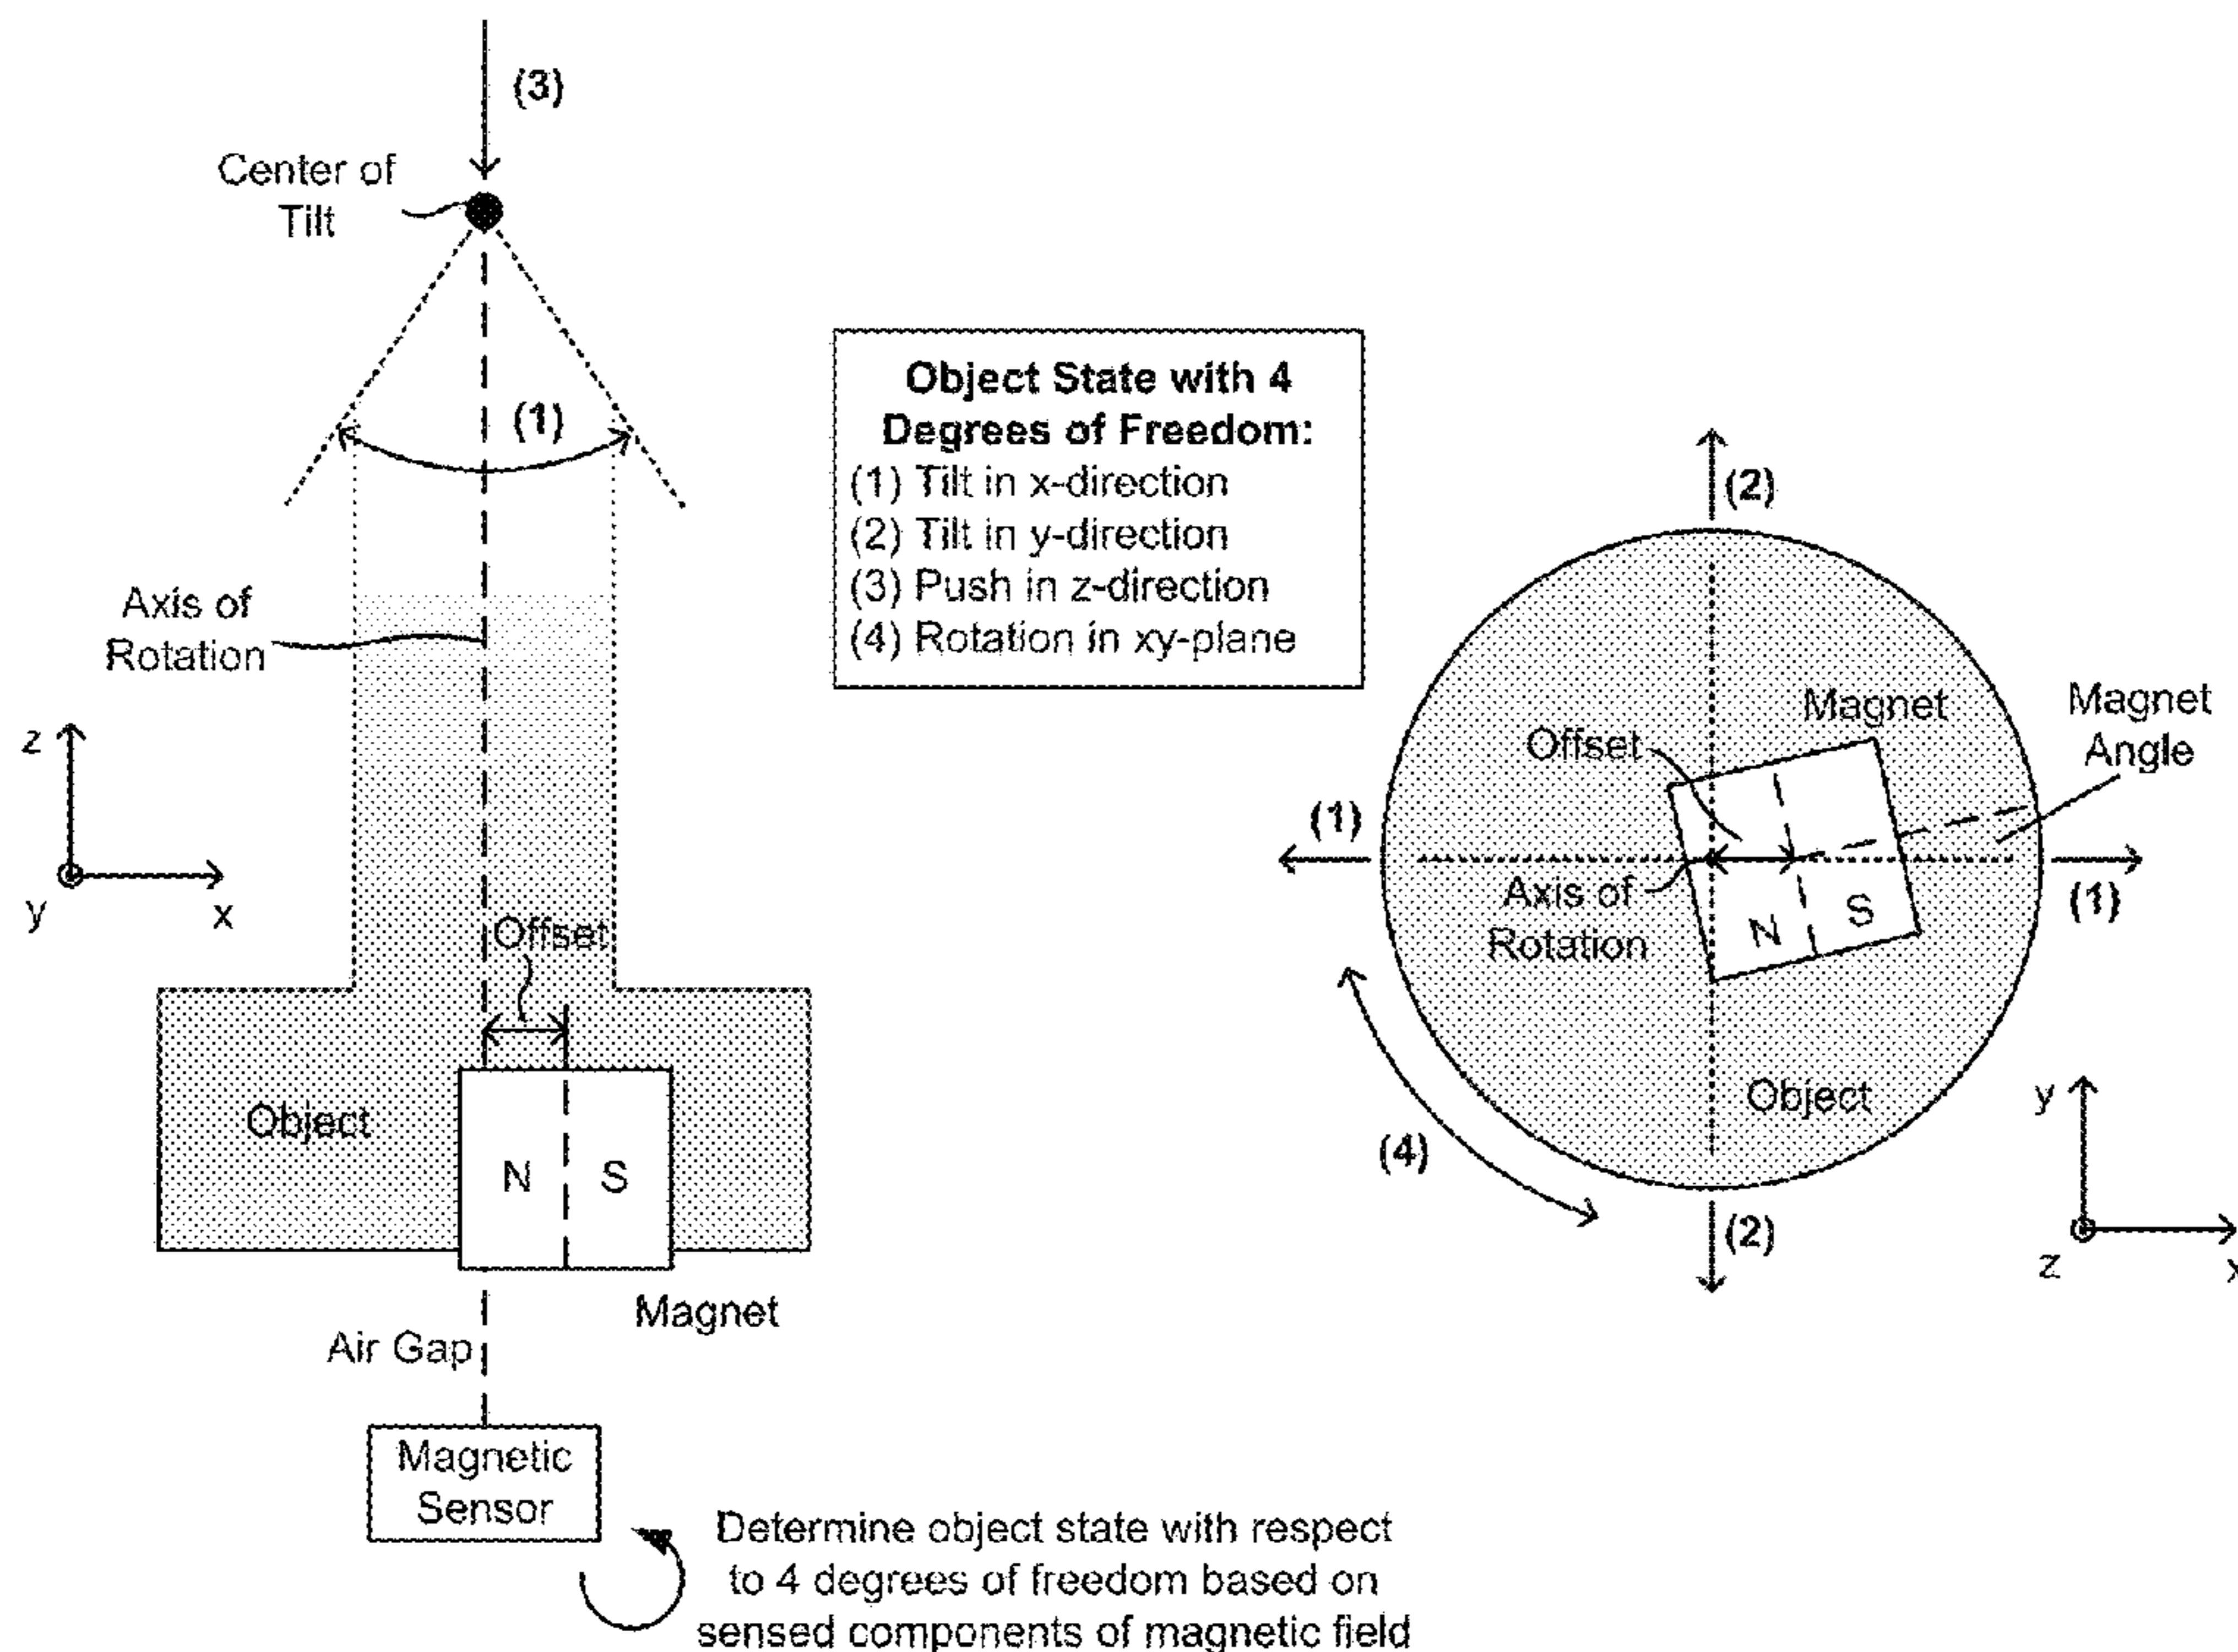 (3)
Center of
Tilt
(1)
Axis of
Rotation
z
y
x
Offset
Object
N
S
Magnet
Air Gap
Magnetic
Sensor
Determine object state with respect
to 4 degrees of freedom based on
sensed components of magnetic field
Object State with 4
Degrees of Freedom:
(1) Tilt in x-direction
(2) Tilt in y-direction
(3) Push in z-direction
(4) Rotation in xy-plane
(2)
Magnet
Magnet
Angle
Offset
(1)
(1)
Axis of
Rotation
N
S
Object
(4)
(2)
y
z
x